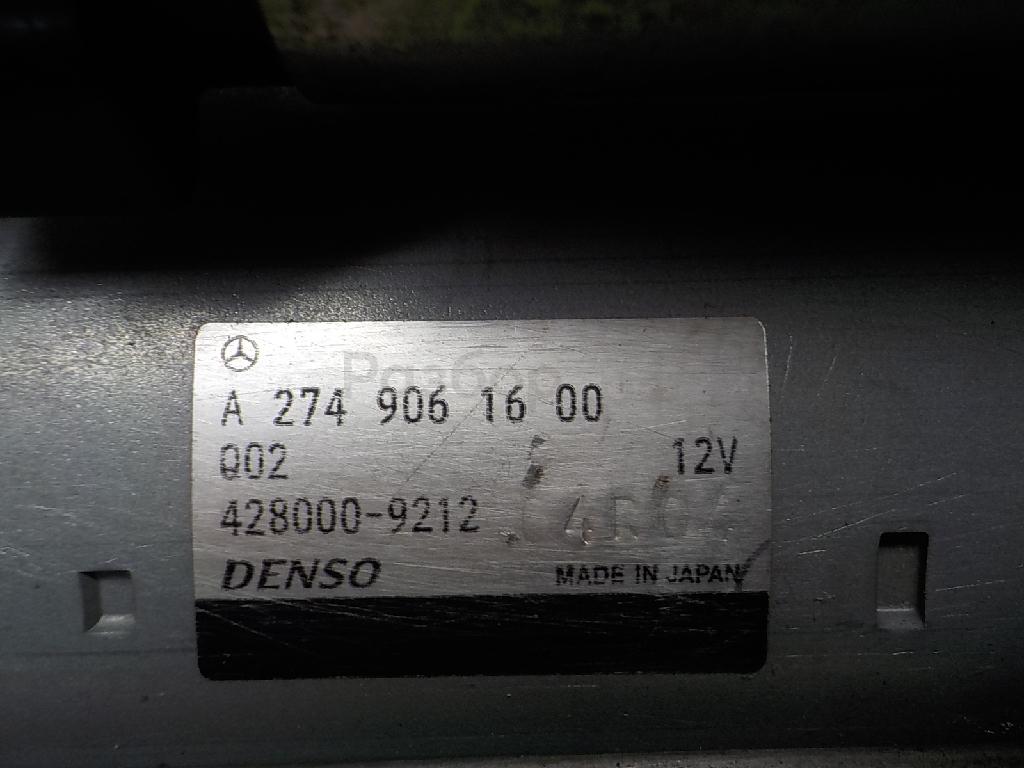 A 274 906 16 00
Q02
12V
428000-9212
DENSO
MADE IN JAPAN